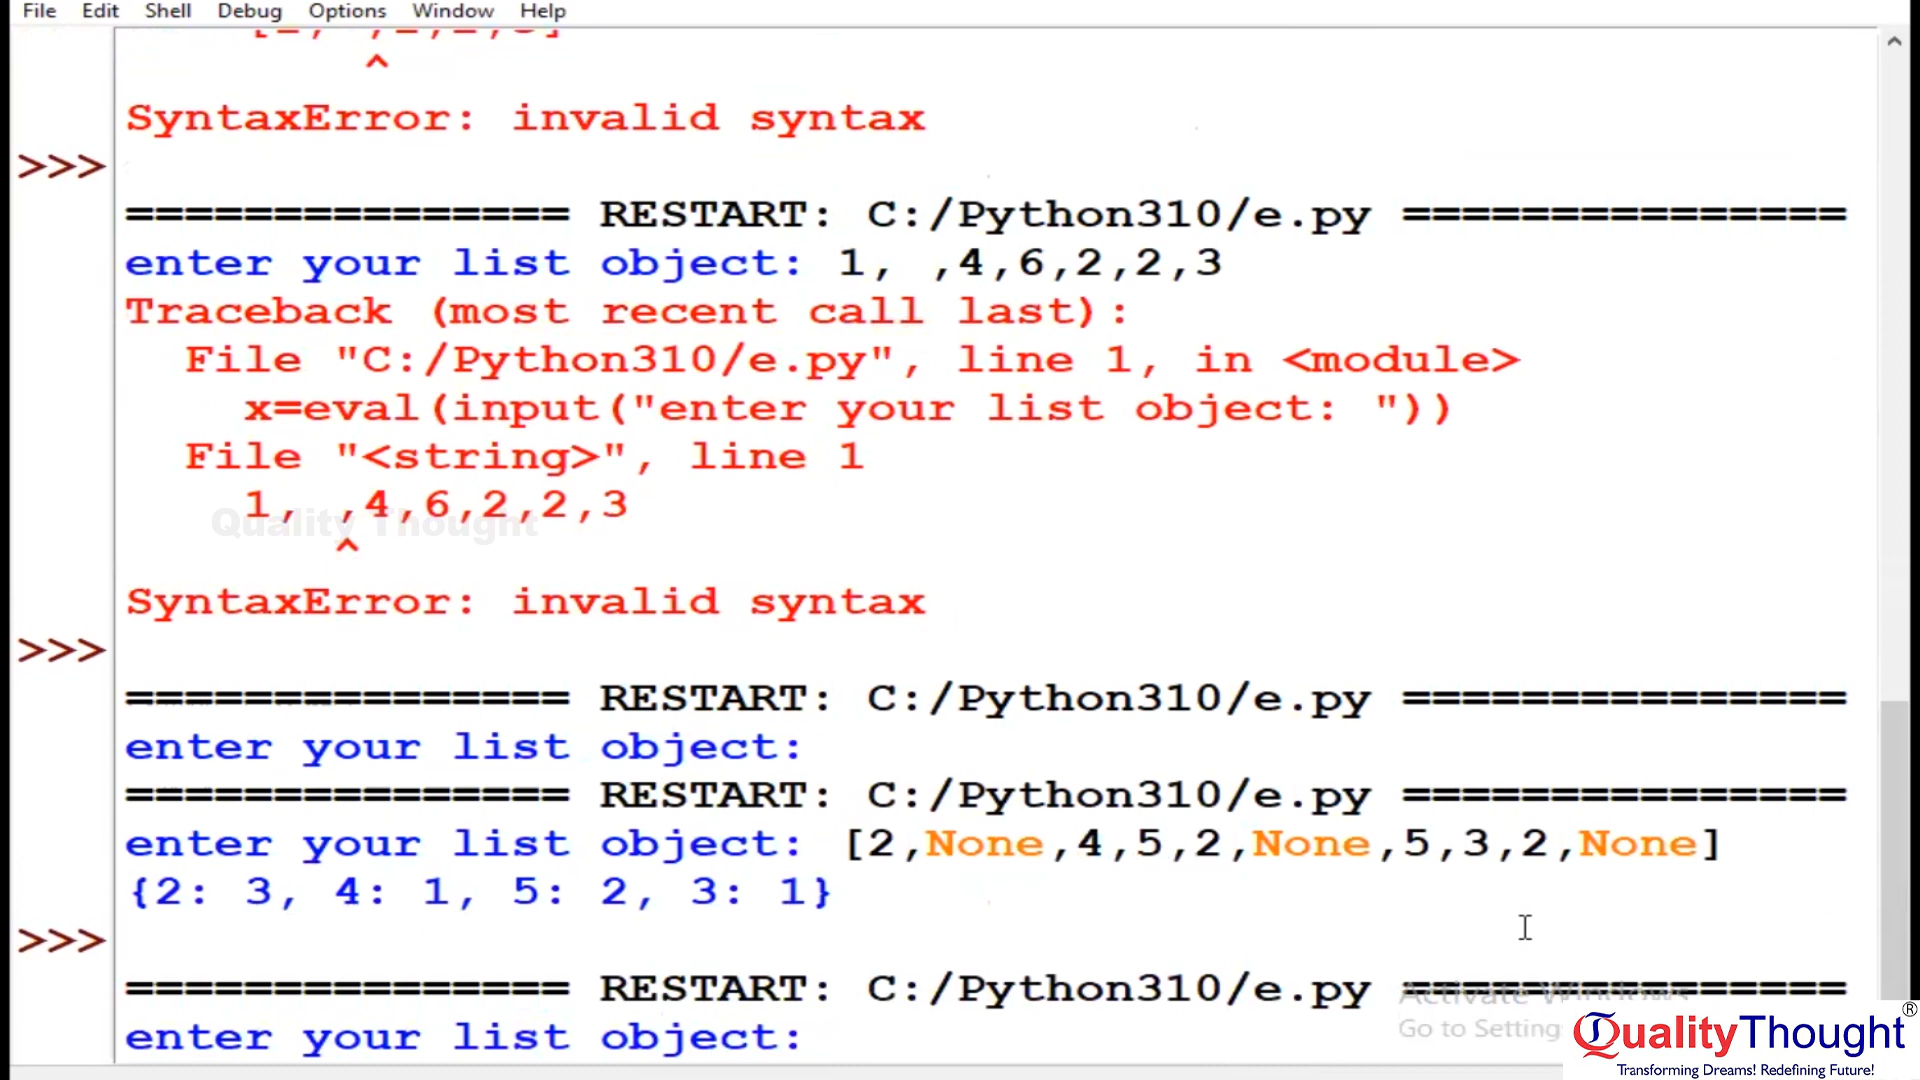 File Edit Shell Debug Options Window Help
^
SyntaxError: invalid syntax
>>>
=============== RESTART: C:/Python310/e.py ===============
enter your list object: 1, ,4,6,2,2,3
Traceback (most recent call last):
File "C:/Python310/e.py", line 1, in <module>
x=eval(input("enter your list object: "))
File "<string>", line 1
1, ,4,6,2,2,3
Quality Thought
^
SyntaxError: invalid syntax
>>>
=============== RESTART: C:/Python310/e.py ===============
enter your list object:
=============== RESTART: C:/Python310/e.py ===============
enter your list object: [2,None,4,5,2,None,5,3,2,None]
{2: 3, 4: 1, 5: 2, 3: 1}
>>>
=============== RESTART: C:/Python310/e.py ===============
Activate Windows
Go to Setting
enter your list object:
QualityThought®
Transforming Dreams! Redefining Future!